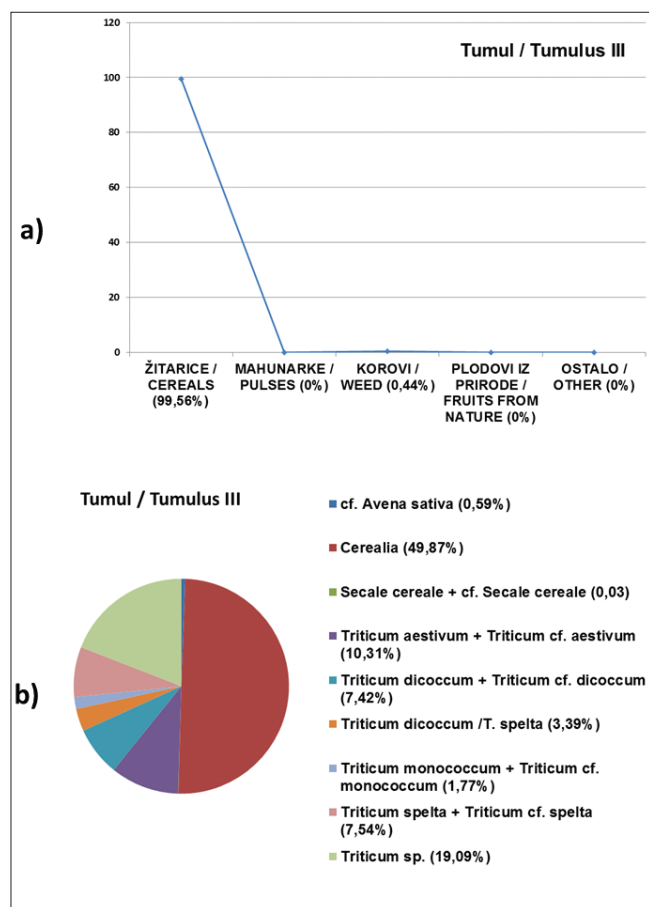 Tumul / Tumulus III
120
100
80
60
40
20
0
a)
ŽITARICE /
CEREALS
(99,56%)
MAHUNARKE /
PULSES (0%)
KOROVI /
WEED (0,44%)
PLODOVI IZ
PRIRODE /
FRUITS FROM
NATURE (0%)
OSTALO /
OTHER (0%)
Tumul / Tumulus III
b)
cf. Avena sativa (0,59%)
Cerealia (49,87%)
Secale cereale + cf. Secale cereale (0,03)
Triticum aestivum + Triticum cf. aestivum
(10,31%)
Triticum dicoccum + Triticum cf. dicoccum
(7,42%)
Triticum dicoccum /T. spelta (3,39%)
Triticum monococcum + Triticum cf.
monococcum (1,77%)
Triticum spelta + Triticum cf. spelta
(7,54%)
Triticum sp. (19,09%)